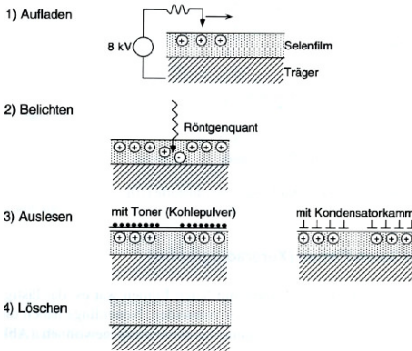 1) Aufladen
8 kV
Selenfilm
Träger
2) Belichten
Röntgenquant
3) Auslesen
mit Toner (Kohlepulver)
mit Kondensatorkamm
4) Löschen